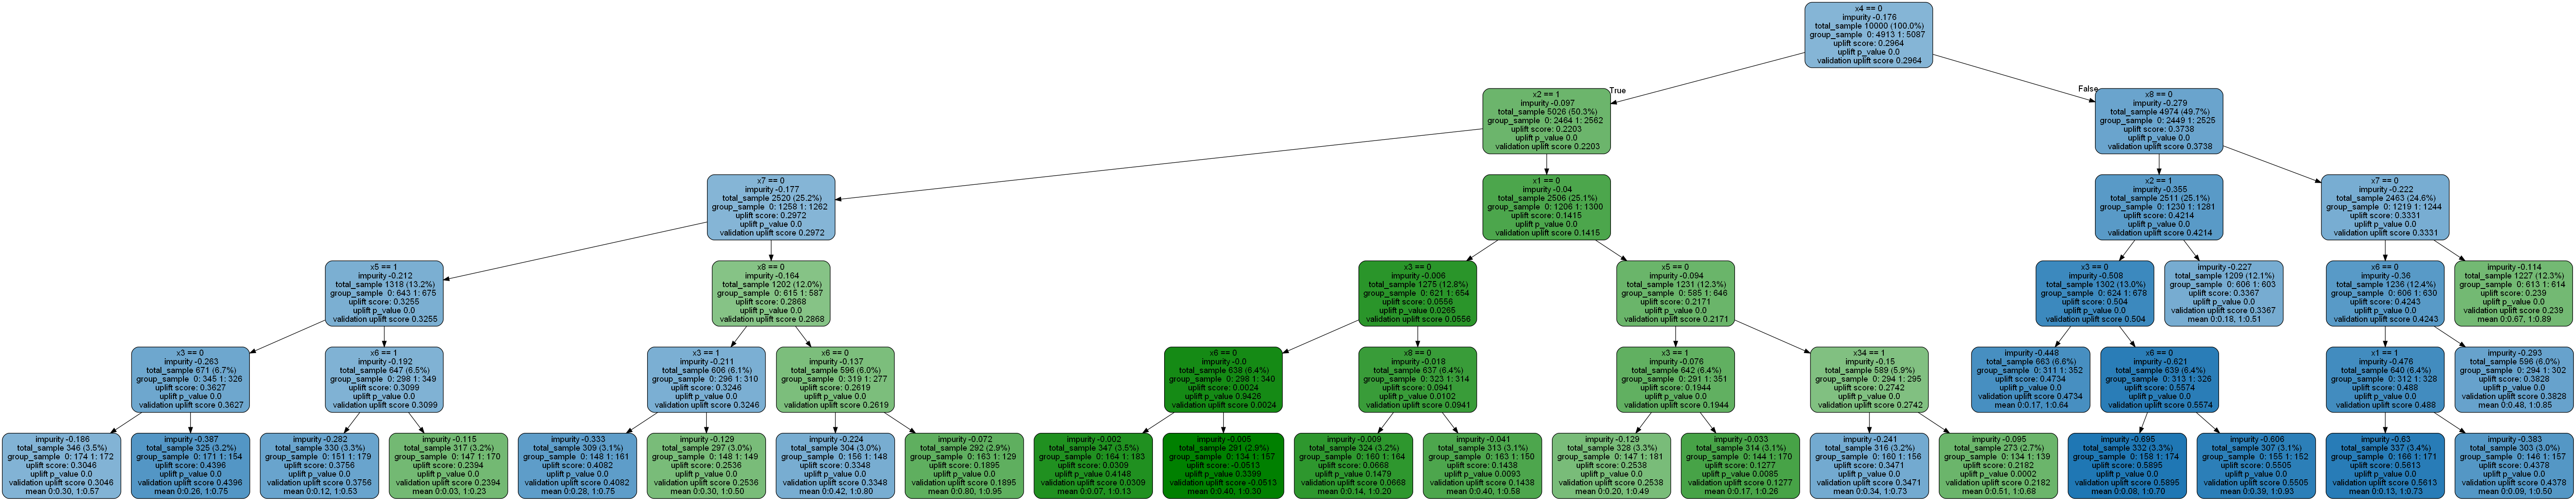 x4 == 0
impurity -0.176
total_sample 10000 (100.0%)
group_sample 0: 4913 1: 5087
uplift score: 0.2964
uplift p_value 0.0
validation uplift score 0.2964
True
False
x2 == 1
impurity -0.097
total_sample 5026 (50.3%)
group_sample 0: 2464 1: 2562
uplift score: 0.2203
uplift p_value 0.0
validation uplift score 0.2203
x8 == 0
impurity -0.279
total_sample 4974 (49.7%)
group_sample 0: 2449 1: 2525
uplift score: 0.3738
uplift p_value 0.0
validation uplift score 0.3738
x7 == 0
impurity -0.177
total_sample 2520 (25.2%)
group_sample 0: 1258 1: 1262
uplift score: 0.2972
uplift p_value 0.0
validation uplift score 0.2972
x1 == 0
impurity -0.04
total_sample 2506 (25.1%)
group_sample 0: 1206 1: 1300
uplift score: 0.1415
uplift p_value 0.0
validation uplift score 0.1415
x2 == 1
impurity -0.355
total_sample 2511 (25.1%)
group_sample 0: 1230 1: 1281
uplift score: 0.4214
uplift p_value 0.0
validation uplift score 0.4214
x7 == 0
impurity -0.222
total_sample 2463 (24.6%)
group_sample 0: 1219 1: 1244
uplift score: 0.3331
uplift p_value 0.0
validation uplift score 0.3331
x5 == 1
impurity -0.212
total_sample 1318 (13.2%)
group_sample 0: 643 1: 675
uplift score: 0.3255
uplift p_value 0.0
validation uplift score 0.3255
x8 == 0
impurity -0.164
total_sample 1202 (12.0%)
group_sample 0: 615 1: 587
uplift score: 0.2868
uplift p_value 0.0
validation uplift score 0.2868
x3 == 0
impurity -0.006
total_sample 1275 (12.8%)
group_sample 0: 621 1: 654
uplift score: 0.0556
uplift p_value 0.0265
validation uplift score 0.0556
x5 == 0
impurity -0.094
total_sample 1231 (12.3%)
group_sample 0: 585 1: 646
uplift score: 0.2171
uplift p_value 0.0
validation uplift score 0.2171
x3 == 0
impurity -0.508
total_sample 1302 (13.0%)
group_sample 0: 624 1: 678
uplift score: 0.504
uplift p_value 0.0
validation uplift score 0.504
impurity -0.227
total_sample 1209 (12.1%)
group_sample 0: 606 1: 603
uplift score: 0.3367
uplift p_value 0.0
validation uplift score 0.3367
mean 0:0.18, 1:0.51
x6 == 0
impurity -0.36
total_sample 1236 (12.4%)
group_sample 0: 606 1: 630
uplift score: 0.4243
uplift p_value 0.0
validation uplift score 0.4243
impurity -0.114
total_sample 1227 (12.3%)
group_sample 0: 613 1: 614
uplift score: 0.239
uplift p_value 0.0
validation uplift score 0.239
mean 0:0.67, 1:0.89
x3 == 0
impurity -0.263
total_sample 671 (6.7%)
group_sample 0: 345 1: 326
uplift score: 0.3627
uplift p_value 0.0
validation uplift score 0.3627
x6 == 1
impurity -0.192
total_sample 647 (6.5%)
group_sample 0: 298 1: 349
uplift score: 0.3099
uplift p_value 0.0
validation uplift score 0.3099
x3 == 1
impurity -0.211
total_sample 606 (6.1%)
group_sample 0: 296 1: 310
uplift score: 0.3246
uplift p_value 0.0
validation uplift score 0.3246
x6 == 0
impurity -0.137
total_sample 596 (6.0%)
group_sample 0: 319 1: 277
uplift score: 0.2619
uplift p_value 0.0
validation uplift score 0.2619
x6 == 0
impurity -0.0
total_sample 638 (6.4%)
group_sample 0: 298 1: 340
uplift score: 0.0024
uplift p_value 0.9426
validation uplift score 0.0024
x8 == 0
impurity -0.018
total_sample 637 (6.4%)
group_sample 0: 323 1: 314
uplift score: 0.0941
uplift p_value 0.0102
validation uplift score 0.0941
x3 == 1
impurity -0.076
total_sample 642 (6.4%)
group_sample 0: 291 1: 351
uplift score: 0.1944
uplift p_value 0.0
validation uplift score 0.1944
x34 == 1
impurity -0.15
total_sample 589 (5.9%)
group_sample 0: 294 1: 295
uplift score: 0.2742
uplift p_value 0.0
validation uplift score 0.2742
impurity -0.448
total_sample 663 (6.6%)
group_sample 0: 311 1: 352
uplift score: 0.4734
uplift p_value 0.0
validation uplift score 0.4734
mean 0:0.17, 1:0.64
x6 == 0
impurity -0.621
total_sample 639 (6.4%)
group_sample 0: 313 1: 326
uplift score: 0.5574
uplift p_value 0.0
validation uplift score 0.5574
x1 == 1
impurity -0.476
total_sample 640 (6.4%)
group_sample 0: 312 1: 328
uplift score: 0.488
uplift p_value 0.0
validation uplift score 0.488
impurity -0.293
total_sample 596 (6.0%)
group_sample 0: 294 1: 302
uplift score: 0.3828
uplift p_value 0.0
validation uplift score 0.3828
mean 0:0.48, 1:0.85
impurity -0.186
total_sample 346 (3.5%)
group_sample 0: 174 1: 172
uplift score: 0.3046
uplift p_value 0.0
validation uplift score 0.3046
mean 0:0.30, 1:0.57
impurity -0.387
total_sample 325 (3.2%)
group_sample 0: 171 1: 154
uplift score: 0.4396
uplift p_value 0.0
validation uplift score 0.4396
mean 0:0.26, 1:0.75
impurity -0.282
total_sample 330 (3.3%)
group_sample 0: 151 1: 179
uplift score: 0.3756
uplift p_value 0.0
validation uplift score 0.3756
mean 0:0.12, 1:0.53
impurity -0.115
total_sample 317 (3.2%)
group_sample 0: 147 1: 170
uplift score: 0.2394
uplift p_value 0.0
validation uplift score 0.2394
mean 0:0.03, 1:0.23
impurity -0.333
total_sample 309 (3.1%)
group_sample 0: 148 1: 161
uplift score: 0.4082
uplift p_value 0.0
validation uplift score 0.4082
mean 0:0.28, 1:0.75
impurity -0.129
total_sample 297 (3.0%)
group_sample 0: 148 1: 149
uplift score: 0.2536
uplift p_value 0.0
validation uplift score 0.2536
mean 0:0.30, 1:0.50
impurity -0.224
total_sample 304 (3.0%)
group_sample 0: 156 1: 148
uplift score: 0.3348
uplift p_value 0.0
validation uplift score 0.3348
mean 0:0.42, 1:0.80
impurity -0.072
total_sample 292 (2.9%)
group_sample 0: 163 1: 129
uplift score: 0.1895
uplift p_value 0.0
validation uplift score 0.1895
mean 0:0.80, 1:0.95
impurity -0.002
total_sample 347 (3.5%)
group_sample 0: 164 1: 183
uplift score: 0.0309
uplift p_value 0.4148
validation uplift score 0.0309
mean 0:0.07, 1:0.13
impurity -0.005
total_sample 291 (2.9%)
group_sample 0: 134 1: 157
uplift score: -0.0513
uplift p_value 0.3399
validation uplift score -0.0513
mean 0:0.40, 1:0.30
impurity -0.009
total_sample 324 (3.2%)
group_sample 0: 160 1: 164
uplift score: 0.0668
uplift p_value 0.1479
validation uplift score 0.0668
mean 0:0.14, 1:0.20
impurity -0.041
total_sample 313 (3.1%)
group_sample 0: 163 1: 150
uplift score: 0.1438
uplift p_value 0.0093
validation uplift score 0.1438
mean 0:0.40, 1:0.58
impurity -0.129
total_sample 328 (3.3%)
group_sample 0: 147 1: 181
uplift score: 0.2538
uplift p_value 0.0
validation uplift score 0.2538
mean 0:0.20, 1:0.49
impurity -0.033
total_sample 314 (3.1%)
group_sample 0: 144 1: 170
uplift score: 0.1277
uplift p_value 0.0085
validation uplift score 0.1277
mean 0:0.17, 1:0.26
impurity -0.241
total_sample 316 (3.2%)
group_sample 0: 160 1: 156
uplift score: 0.3471
uplift p_value 0.0
validation uplift score 0.3471
mean 0:0.34, 1:0.73
impurity -0.095
total_sample 273 (2.7%)
group_sample 0: 134 1: 139
uplift score: 0.2182
uplift p_value 0.0002
validation uplift score 0.2182
mean 0:0.51, 1:0.68
impurity -0.695
total_sample 332 (3.3%)
group_sample 0: 158 1: 174
uplift score: 0.5895
uplift p_value 0.0
validation uplift score 0.5895
mean 0:0.08, 1:0.70
impurity -0.606
total_sample 307 (3.1%)
group_sample 0: 155 1: 152
uplift score: 0.5505
uplift p_value 0.0
validation uplift score 0.5505
mean 0:0.39, 1:0.93
impurity -0.63
total_sample 337 (3.4%)
group_sample 0: 166 1: 171
uplift score: 0.5613
uplift p_value 0.0
validation uplift score 0.5613
mean 0:0.13, 1:0.73
impurity -0.383
total_sample 303 (3.0%)
group_sample 0: 146 1: 157
uplift score: 0.4378
uplift p_value 0.0
validation uplift score 0.4378
mean 0:0.09, 1:0.50